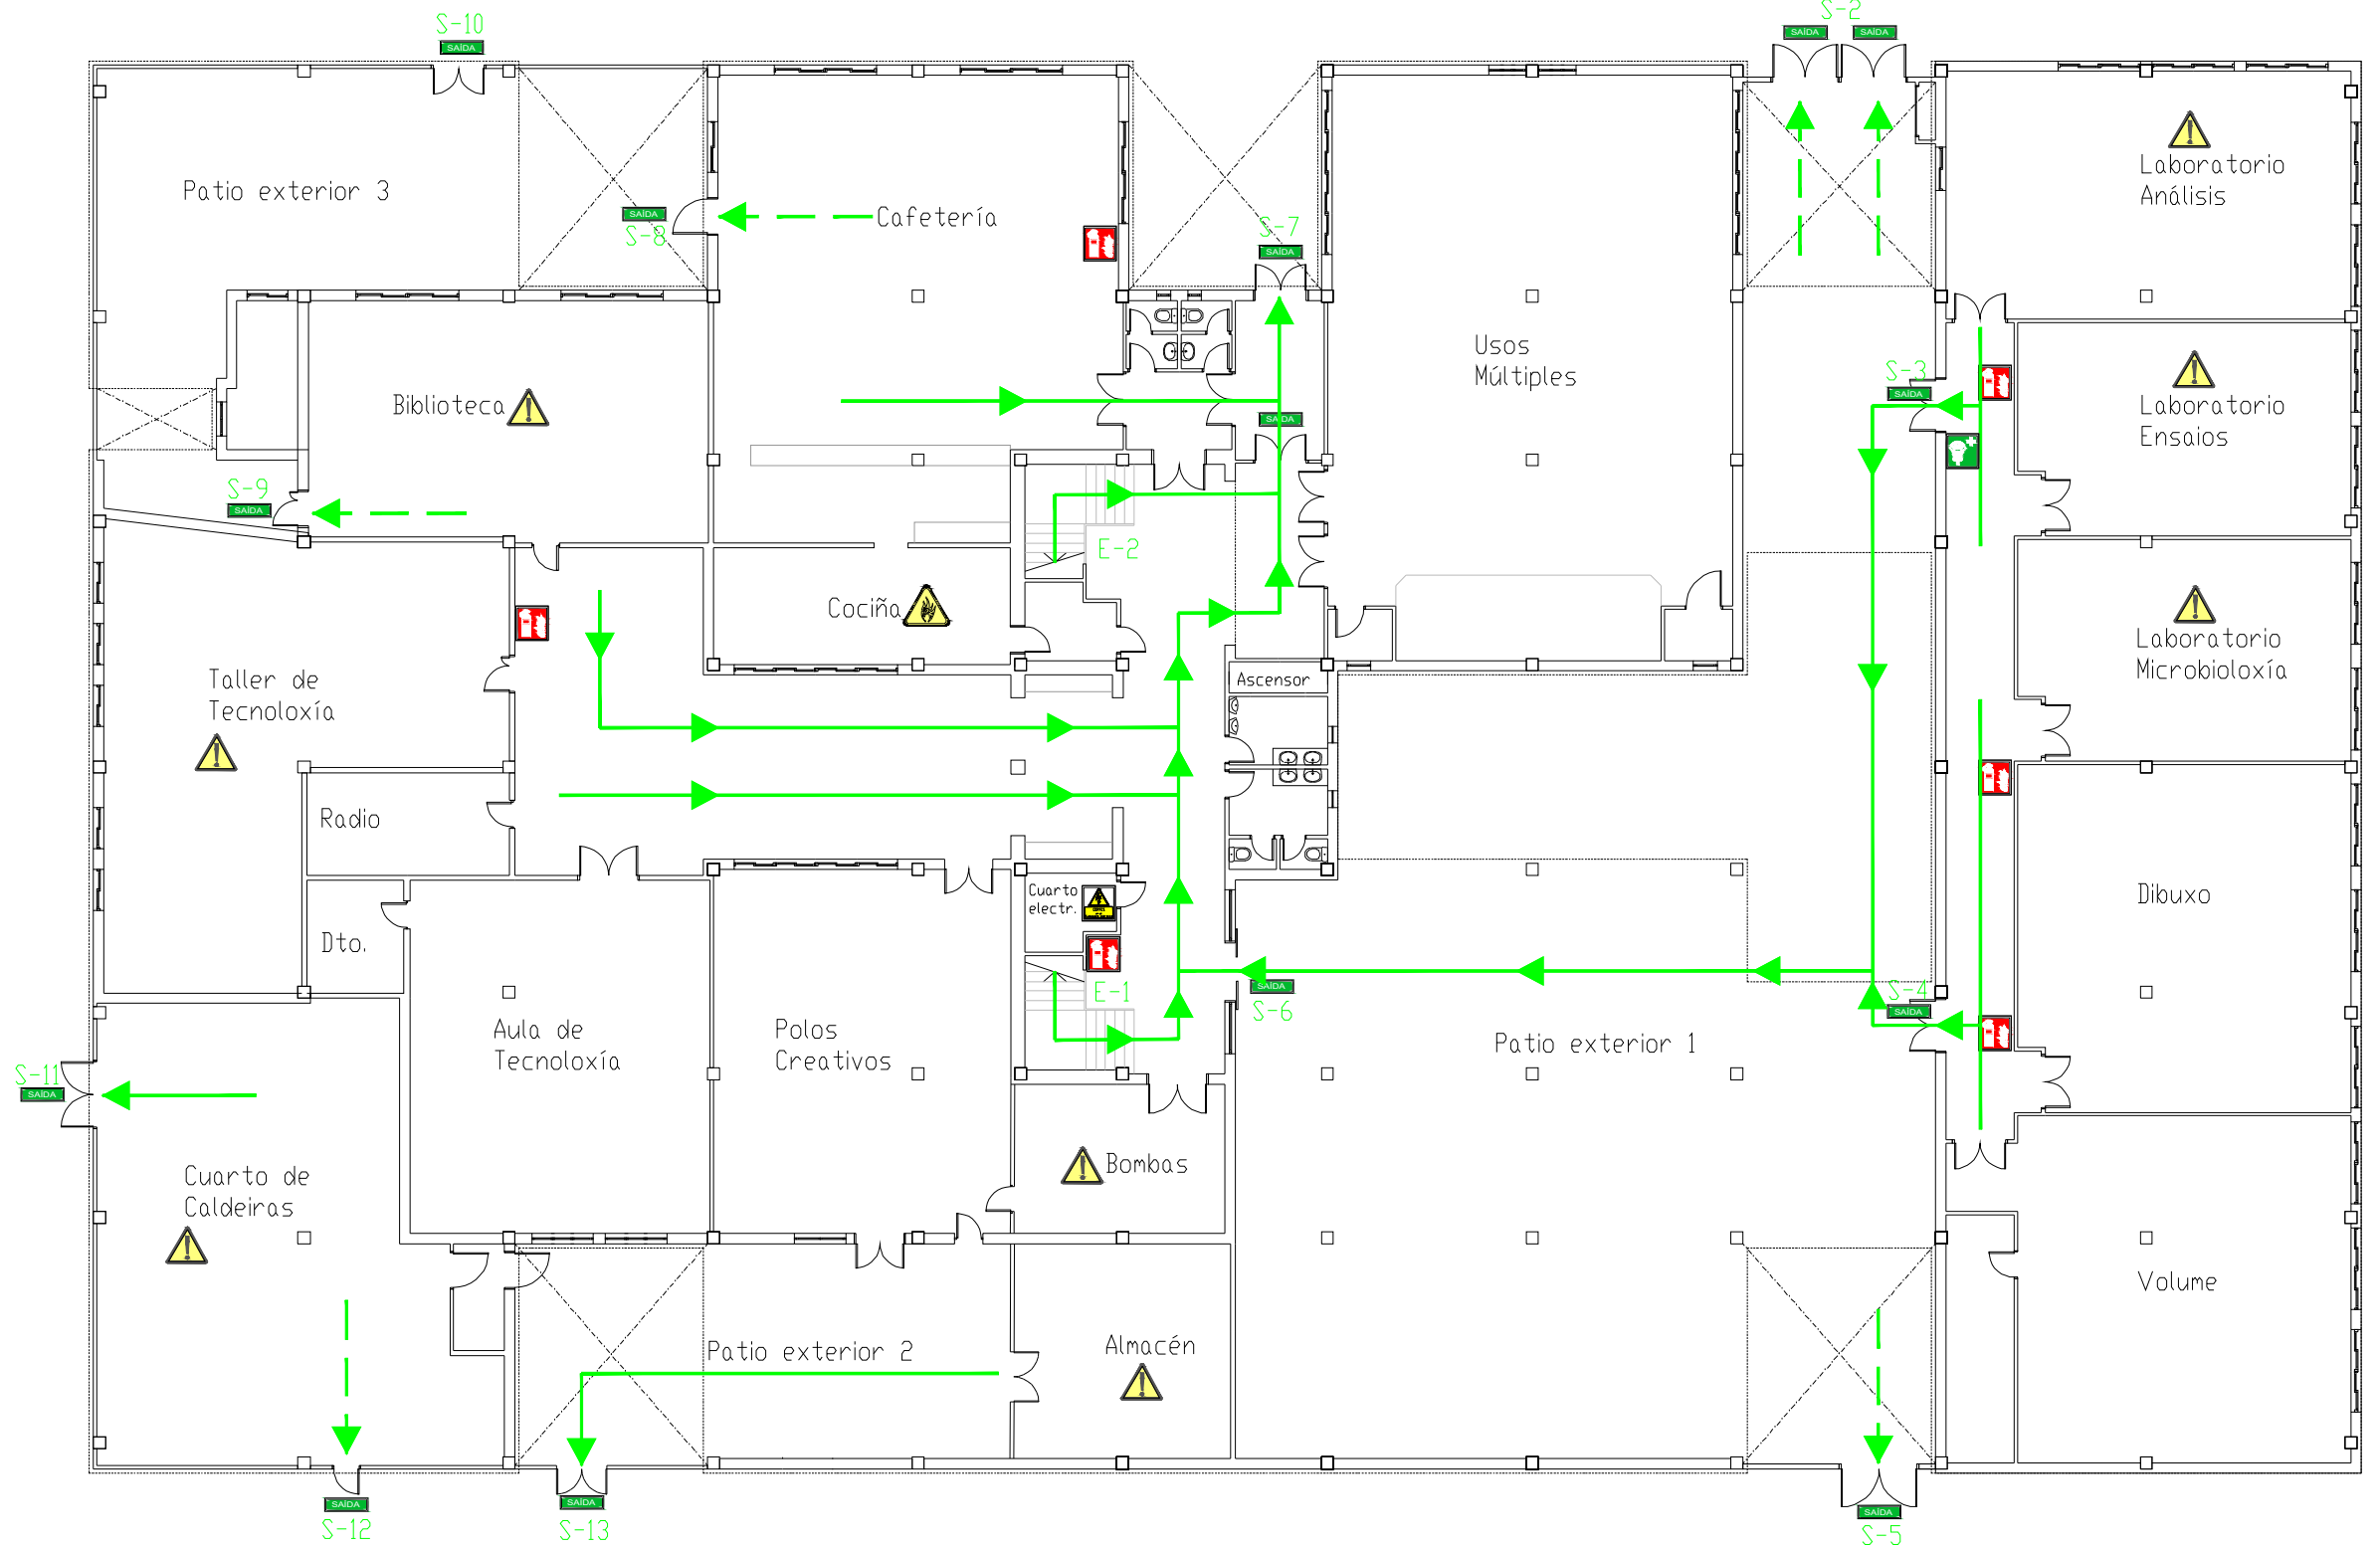 S-10
SAÍDA
S-2
SAÍDA
SAÍDA
Patio exterior 3
SAÍDA
S-8
Cafetería
S-7
SAÍDA
Laboratorio
Análisis
Usos
Múltiples
S-3
SAÍDA
Laboratorio
Ensaios
Biblioteca
SAÍDA
S-9
SAÍDA
E-2
Cociña
Laboratorio
Microbioloxía
Taller de
Tecnoloxía
Ascensor
Radio
Cuarto
electr.
Dibuxo
Dto.
E-1
SAÍDA
S-6
S-4
SAÍDA
Aula de
Tecnoloxía
Polos
Creativos
Patio exterior 1
S-11
SAÍDA
Cuarto de
Caldeiras
Bombas
Volume
Patio exterior 2
Almacén
SAÍDA
S-12
SAÍDA
S-13
SAÍDA
S-5